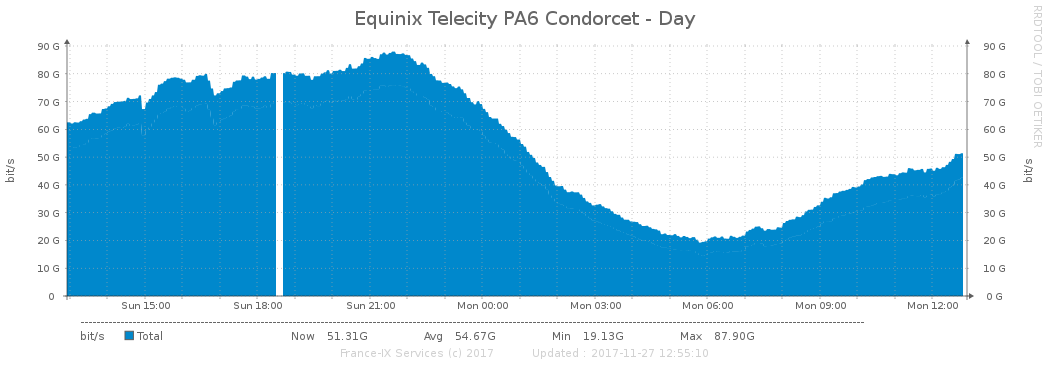 Equinix Telecity PA6 Condorcet - Day
RRDTOOL / TOBI OETIKER
90 G 90 G
80 G 80 G
70 G 70 G
60 G 60 G
50 G 50 G
40 G 40 G
30 G 30 G
20 G 20 G
10 G 10 G
0 0 G
bit/s bit/s
Sun 15:00 Sun 18:00 Sun 21:00 Mon 00:00 Mon 03:00 Mon 06:00 Mon 09:00 Mon 12:00
bit/s Total Now 51.31G Avg 54.67G Min 19.13G Max 87.90G
France-IX Services (c) 2017 Updated : 2017-11-27 12:55:10